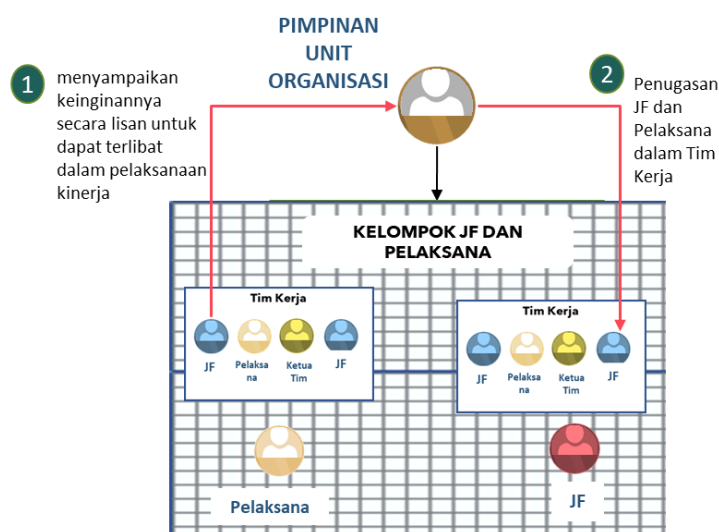 PIMPINAN
UNIT
ORGANISASI
1
menyampaikan
keinginannya
secara lisan untuk
dapat terlibat
dalam pelaksanaan
kinerja
2
Penugasan
JF dan
Pelaksana
dalam Tim
Kerja
KELOMPOK JF DAN
PELAKSANA
Tim Kerja
JF
Pelaksa
na
Ketua
Tim
JF
Tim Kerja
JF
Pelaksa
na
Ketua
Tim
JF
Pelaksana
JF